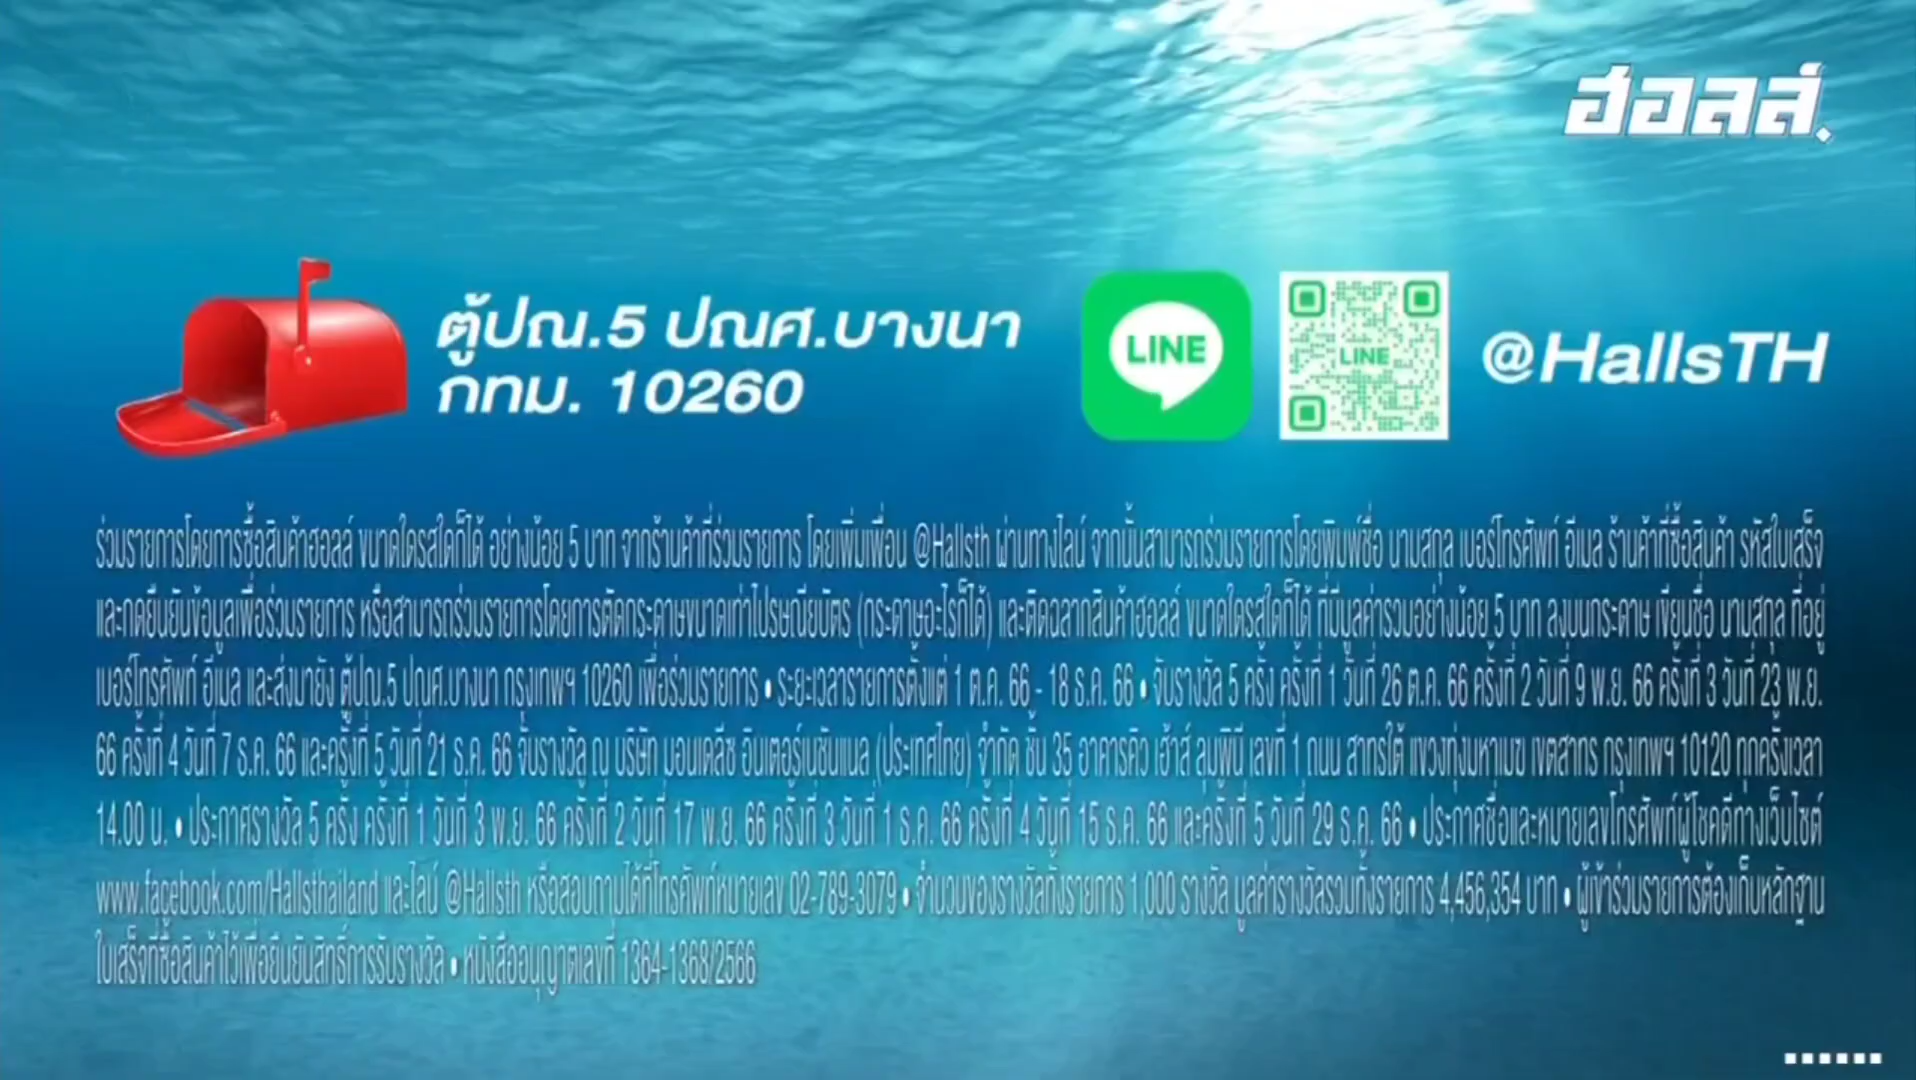 ฮอลล์
ตู้ปณ.5 ปณศ.บางนา
กทม. 10260
LINE
LINE
@HallsTH
ร่วมรายการโดยการซื้อสินค้าฮอลล์ ขนาดใดรสใดก็ได้ อย่างน้อย 5 บาท จากร้านค้าที่ร่วมรายการ โดยเพิ่มเพื่อน @Hallsth ผ่านทางไลน์ จากนั้นสามารถร่วมรายการโดยพิมพ์ชื่อ นามสกุล เบอร์โทรศัพท์ อีเมล ร้านค้าที่ซื้อสินค้า รหัสใบเสร็จ
และกดยืนยันข้อมูลเพื่อร่วมรายการ หรือสามารถร่วมรายการโดยการตัดกระดาษขนาดเท่าไปรษณียบัตร (กระดาษอะไรก็ได้) และติดฉลากสินค้าฮอลล์ ขนาดใดรสใดก็ได้ ที่มีมูลค่ารวมอย่างน้อย 5 บาท ลงบนกระดาษ เขียนชื่อ นามสกุล ที่อยู่
เบอร์โทรศัพท์ อีเมล และส่งมายัง ตู้ปณ.5 ปณศ.บางนา กรุงเทพฯ 10260 เพื่อร่วมรายการ • ระยะเวลารายการตั้งแต่ 1 ต.ค. 66 - 18 ธ.ค. 66 • จับรางวัล 5 ครั้ง ครั้งที่ 1 วันที่ 26 ต.ค. 66 ครั้งที่ 2 วันที่ 9 พ.ย. 66 ครั้งที่ 3 วันที่ 23 พ.ย.
66 ครั้งที่ 4 วันที่ 7 ธ.ค. 66 และครั้งที่ 5 วันที่ 21 ธ.ค. 66 จับรางวัล ณ บริษัท มอนเดลีซ อินเตอร์เนชันแนล (ประเทศไทย) จำกัด ชั้น 35 อาคารคิว เฮ้าส์ ลุมพินี เลขที่ 1 ถนน สาทรใต้ แขวงทุ่งมหาเมฆ เขตสาทร กรุงเทพฯ 10120 ทุกครั้งเวลา
14.00 น. • ประกาศรางวัล 5 ครั้ง ครั้งที่ 1 วันที่ 3 พ.ย. 66 ครั้งที่ 2 วันที่ 17 พ.ย. 66 ครั้งที่ 3 วันที่ 1 ธ.ค. 66 ครั้งที่ 4 วันที่ 15 ธ.ค. 66 และครั้งที่ 5 วันที่ 29 ธ.ค. 66 • ประกาศชื่อและหมายเลขโทรศัพท์ผู้โชคดีทางเว็บไซต์
www.facebook.com/Hallsthailand และไลน์ @Hallsth หรือสอบถามได้ที่โทรศัพท์หมายเลข 02-789-3079 • จำนวนของรางวัลทั้งรายการ 1,000 รางวัล มูลค่ารางวัลรวมทั้งรายการ 4,456,354 บาท • ผู้เข้าร่วมรายการต้องเก็บหลักฐาน
ใบเสร็จที่ซื้อสินค้าไว้เพื่อยืนยันสิทธิ์การรับรางวัล • หนังสืออนุญาตเลขที่ 1364-1368/2566